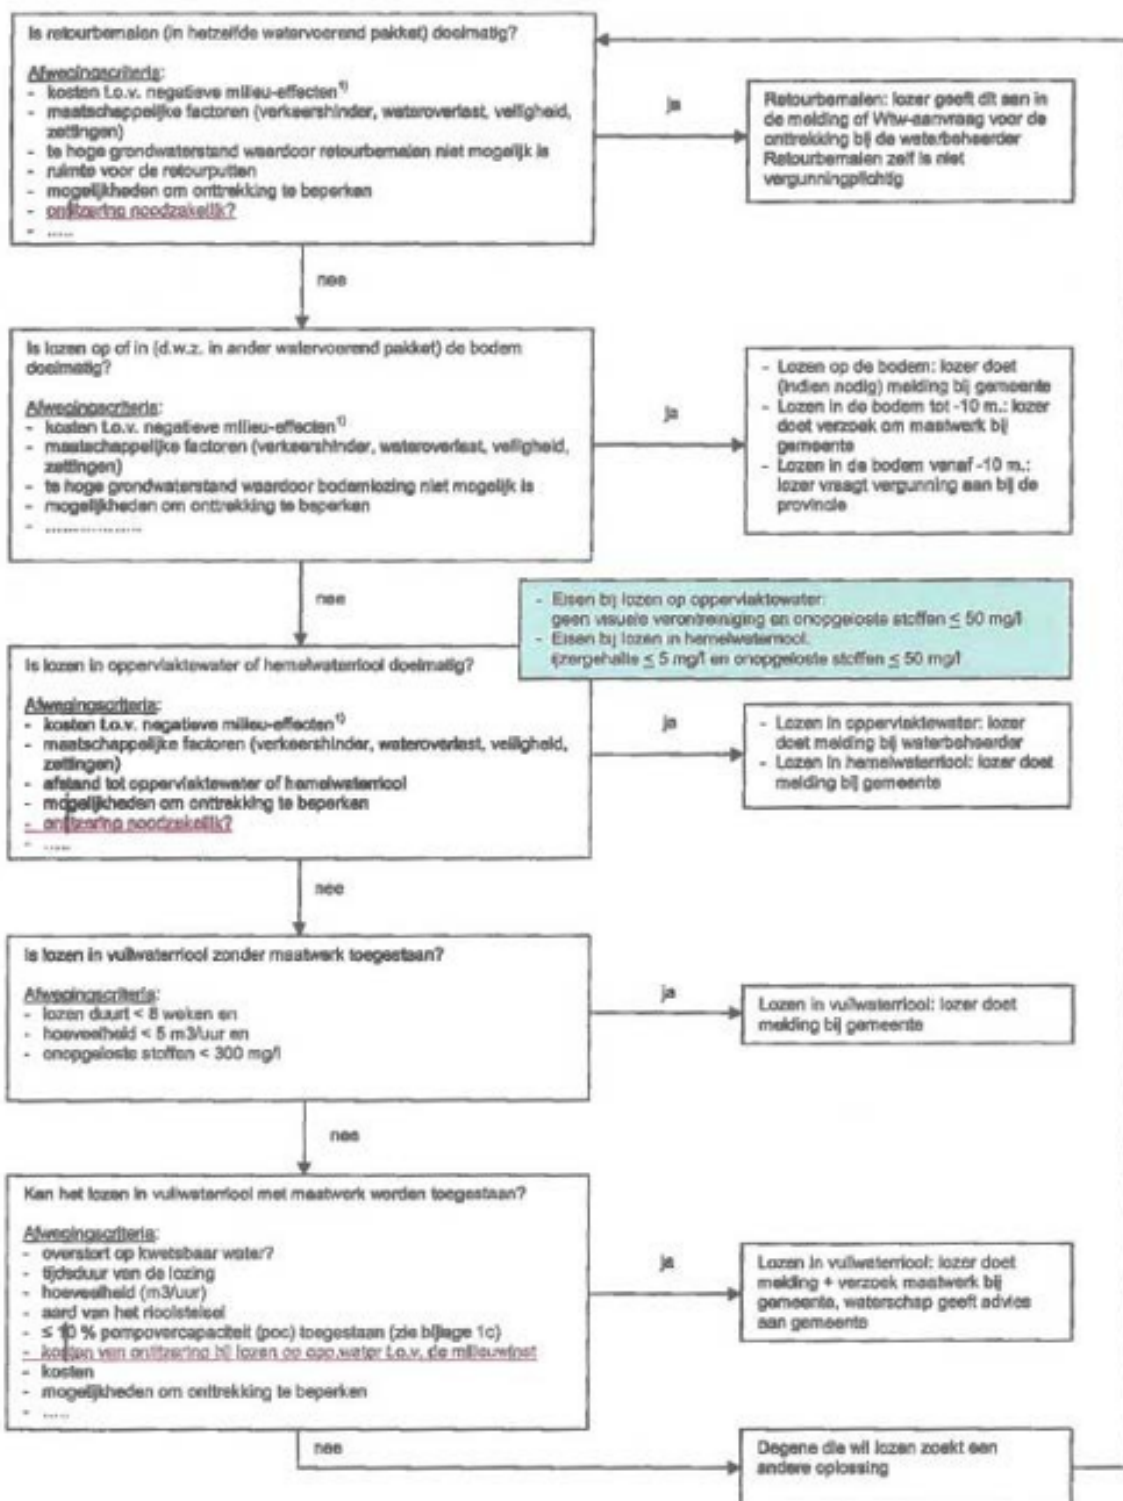 Is retourbemalen (in hetzelfde watervoerend pakket) doelmatig?
Afwegingscriteria:
- kosten t.o.v. negatieve milieu-effecten¹⁾
- maatschappelijke factoren (verkeershinder, wateroverlast, veiligheid,
zettingen)
- te hoge grondwaterstand waardoor retourbemalen niet mogelijk is
- ruimte voor de retourputten
- mogelijkheden om onttrekking te beperken
- ontijzering noodzakelijk?
- .....
ja
Retourbemalen: lozer geeft dit aan in
de melding of Wtw-aanvraag voor de
onttrekking bij de waterbeheerder
Retourbemalen zelf is niet
vergunningplichtig
nee
Is lozen op of in (d.w.z. in ander watervoerend pakket) de bodem
doelmatig?
Afwegingscriteria:
- kosten t.o.v. negatieve milieu-effecten¹⁾
- maatschappelijke factoren (verkeershinder, wateroverlast, veiligheid,
zettingen)
- te hoge grondwaterstand waardoor bodemlozing niet mogelijk is
- mogelijkheden om onttrekking te beperken
- ..................
ja
- Lozen op de bodem: lozer doet
(indien nodig) melding bij gemeente
- Lozen in de bodem tot -10 m.: lozer
doet verzoek om maatwerk bij
gemeente
- Lozen in de bodem vanaf -10 m.:
lozer vraagt vergunning aan bij de
provincie
nee
- Eisen bij lozen op oppervlaktewater:
geen visuele verontreiniging en onopgeloste stoffen ≤ 50 mg/l
- Eisen bij lozen in hemelwaterriool:
ijzergehalte ≤ 5 mg/l en onopgeloste stoffen ≤ 50 mg/l
Is lozen in oppervlaktewater of hemelwaterriool doelmatig?
Afwegingscriteria:
- kosten t.o.v. negatieve milieu-effecten¹⁾
- maatschappelijke factoren (verkeershinder, wateroverlast, veiligheid,
zettingen)
- afstand tot oppervlaktewater of hemelwaterriool
- mogelijkheden om onttrekking te beperken
- ontijzering noodzakelijk?
- .....
ja
- Lozen in oppervlaktewater: lozer
doet melding bij waterbeheerder
- Lozen in hemelwaterriool: lozer doet
melding bij gemeente
nee
Is lozen in vuilwaterriool zonder maatwerk toegestaan?
Afwegingscriteria:
- lozen duurt < 8 weken en
- hoeveelheid < 5 m3/uur en
- onopgeloste stoffen < 300 mg/l
ja
Lozen in vuilwaterriool: lozer doet
melding bij gemeente
nee
Kan het lozen in vuilwaterriool met maatwerk worden toegestaan?
Afwegingscriteria:
- overstort op kwetsbaar water?
- tijdsduur van de lozing
- hoeveelheid (m3/uur)
- aard van het rioolstelsel
- ≤ 10 % pompovercapaciteit (poc) toegestaan (zie bijlage 1c)
- kosten van ontijzering bij lozen op opp.water t.o.v. de milieuwinst
- kosten
- mogelijkheden om onttrekking te beperken
- .....
ja
Lozen in vuilwaterriool: lozer doet
melding + verzoek maatwerk bij
gemeente, waterschap geeft advies
aan gemeente
nee
Degene die wil lozen zoekt een
andere oplossing